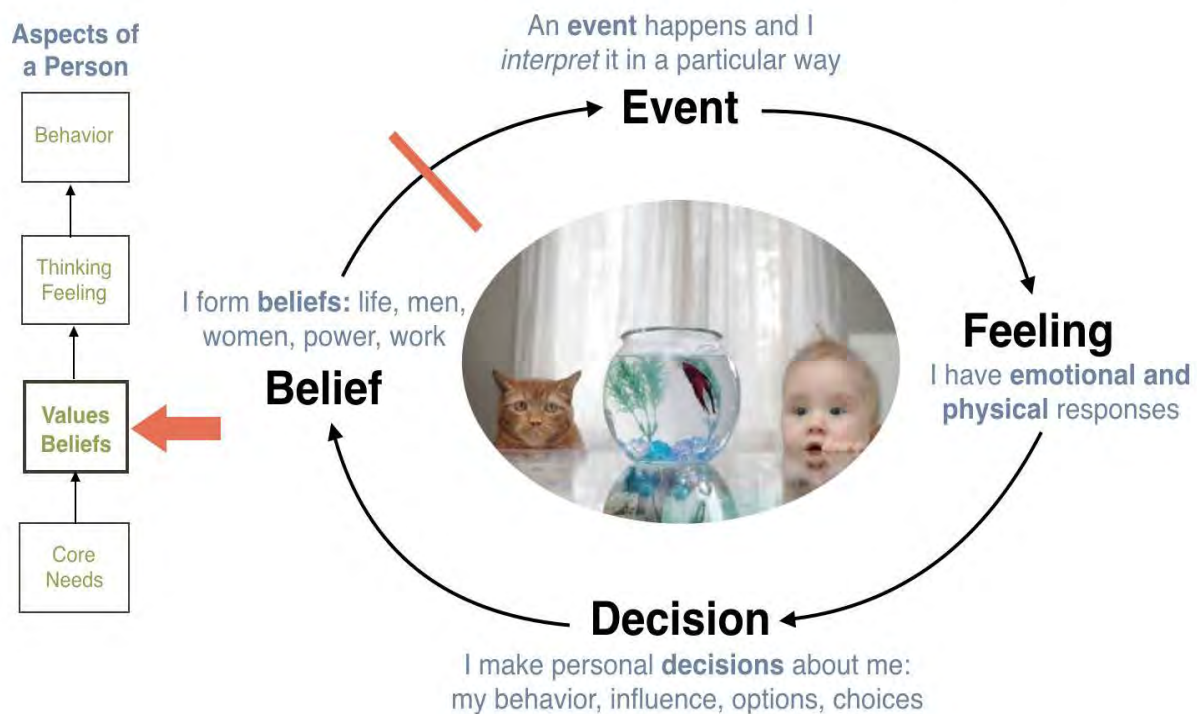 Aspects of
a Person
Behavior
Thinking
Feeling
Values
Beliefs
Core
Needs
An event happens and I
interpret it in a particular way
Event
Feeling
I have emotional and
physical responses
Decision
I make personal decisions about me:
my behavior, influence, options, choices
I form beliefs: life, men,
women, power, work
Belief